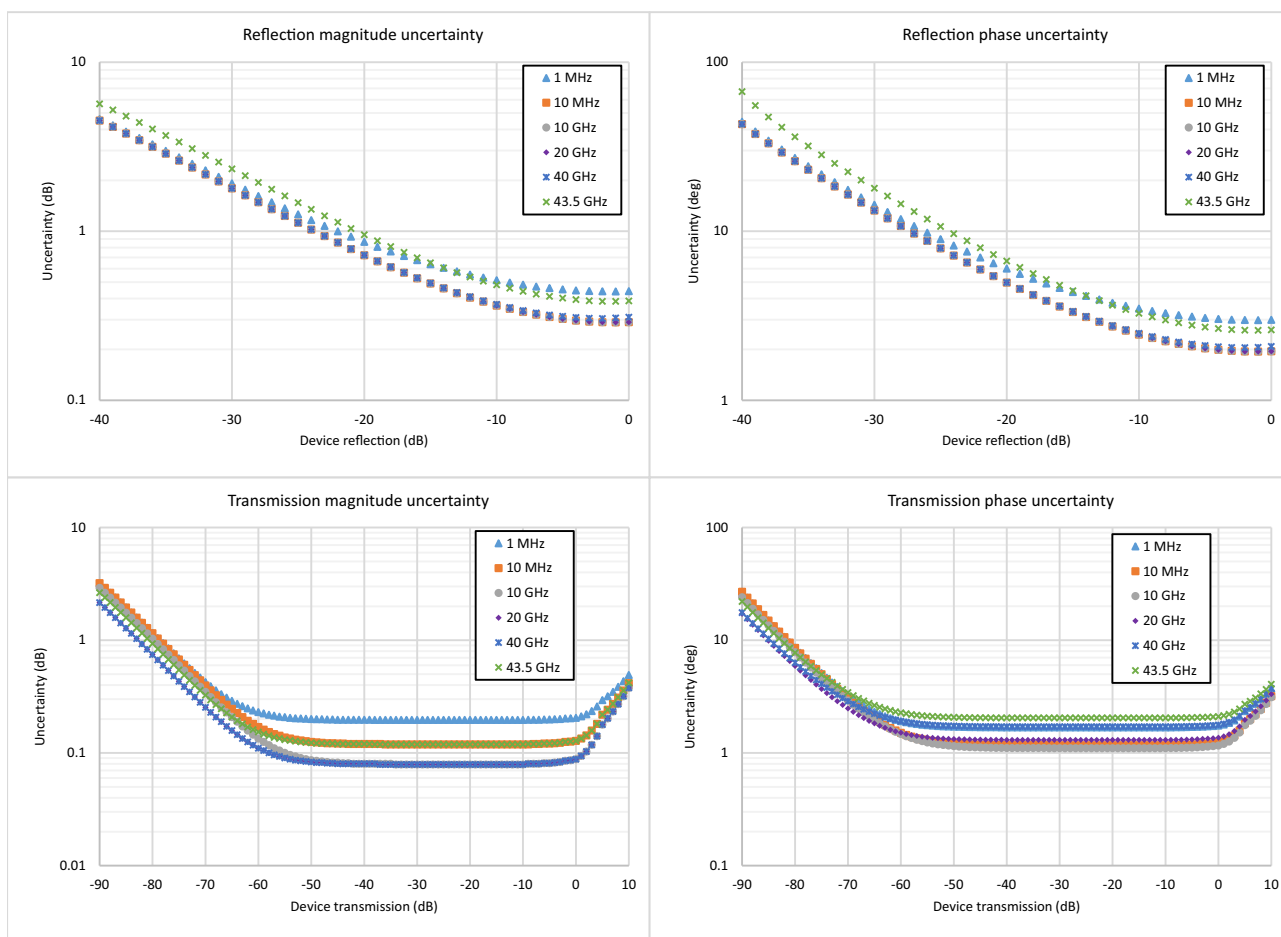 Reflection magnitude uncertainty
10
1
0.1
Uncertainty (dB)
1 MHz
10 MHz
10 GHz
20 GHz
40 GHz
43.5 GHz
-40 -30 -20 -10 0
Device reflection (dB)
Reflection phase uncertainty
100
10
1
Uncertainty (deg)
1 MHz
10 MHz
10 GHz
20 GHz
40 GHz
43.5 GHz
-40 -30 -20 -10 0
Device reflection (dB)
Transmission magnitude uncertainty
10
1
0.1
0.01
Uncertainty (dB)
1 MHz
10 MHz
10 GHz
20 GHz
40 GHz
43.5 GHz
-90 -80 -70 -60 -50 -40 -30 -20 -10 0 10
Device transmission (dB)
Transmission phase uncertainty
100
10
1
0.1
Uncertainty (deg)
1 MHz
10 MHz
10 GHz
20 GHz
40 GHz
43.5 GHz
-90 -80 -70 -60 -50 -40 -30 -20 -10 0 10
Device transmission (dB)